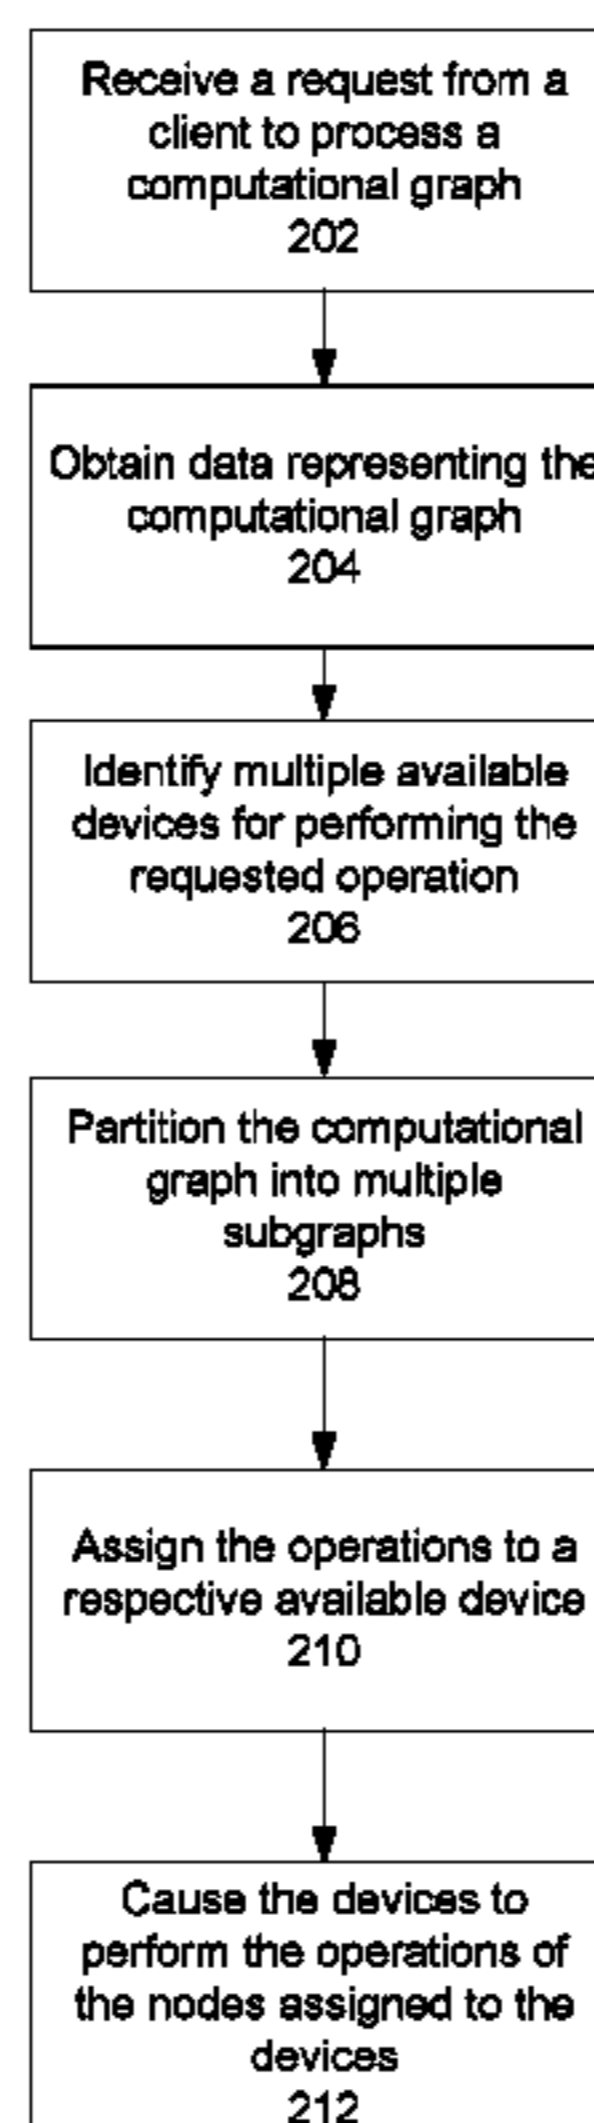 Receive a request from a
client to process a
computational graph
202
Obtain data representing the
computational graph
204
Identify multiple available
devices for performing the
requested operation
206
Partition the computational
graph into multiple
subgraphs
208
Assign the operations to a
respective available device
210
Cause the devices to
perform the operations of
the nodes assigned to the
devices
212